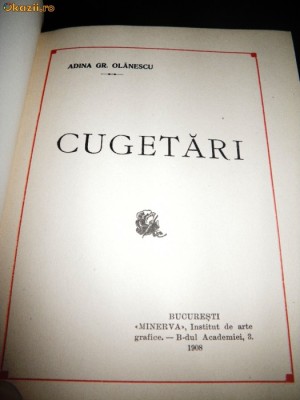 Okazii.ro
ADINA GR. OLĂNESCU
CUGETĂRI
BUCUREȘTI
«MINERVA», Institut de arte
grafice. — B-dul Academiei, 3.
1908